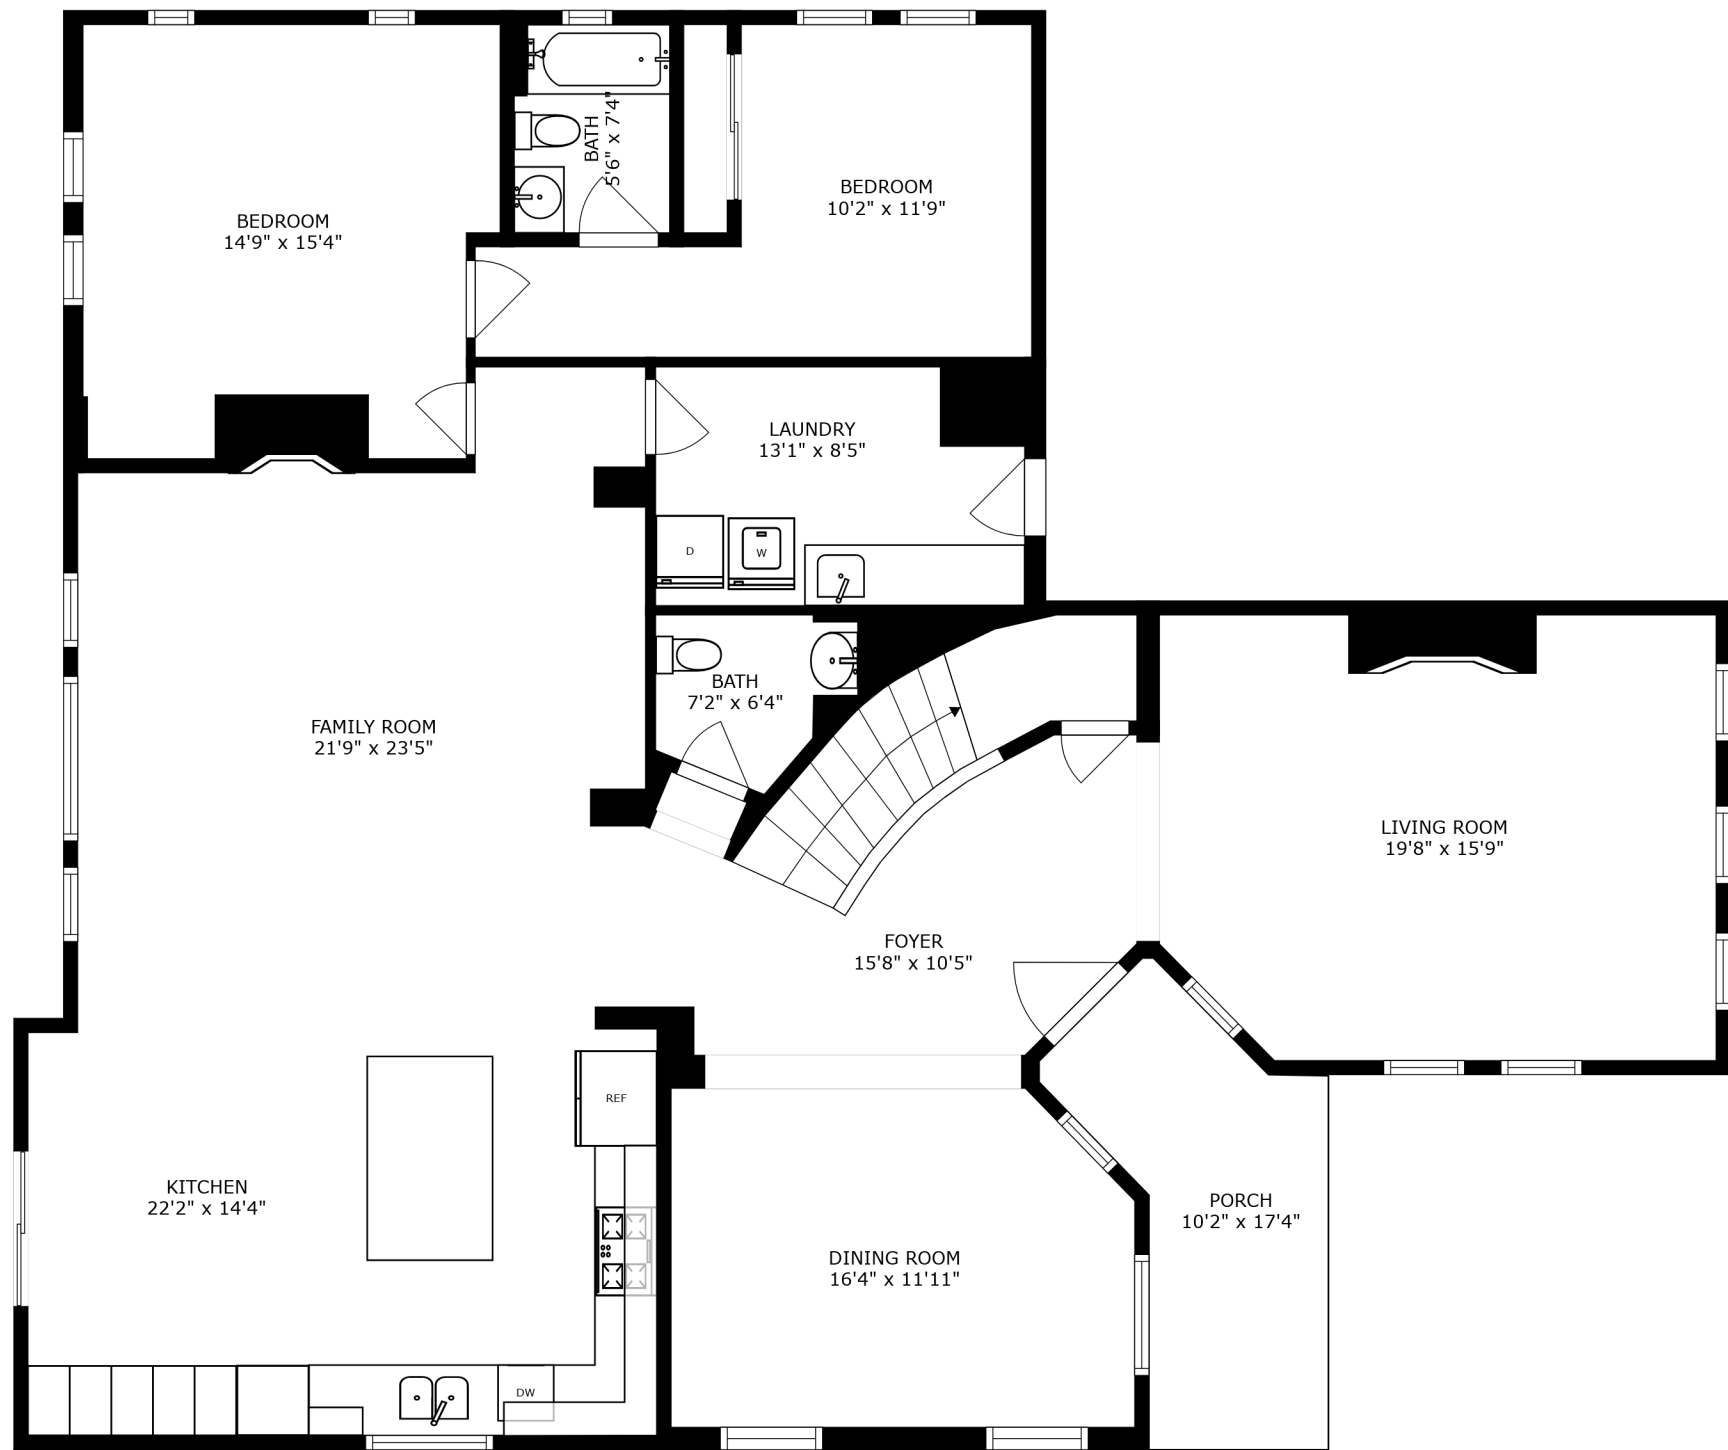 BATH
5'6" x 7'4"
BEDROOM
10'2" x 11'9"
BEDROOM
14'9" x 15'4"
LAUNDRY
13'1" x 8'5"
D
W
BATH
7'2" x 6'4"
FAMILY ROOM
21'9" x 23'5"
LIVING ROOM
19'8" x 15'9"
FOYER
15'8" x 10'5"
REF
KITCHEN
22'2" x 14'4"
PORCH
10'2" x 17'4"
DINING ROOM
16'4" x 11'11"
DW